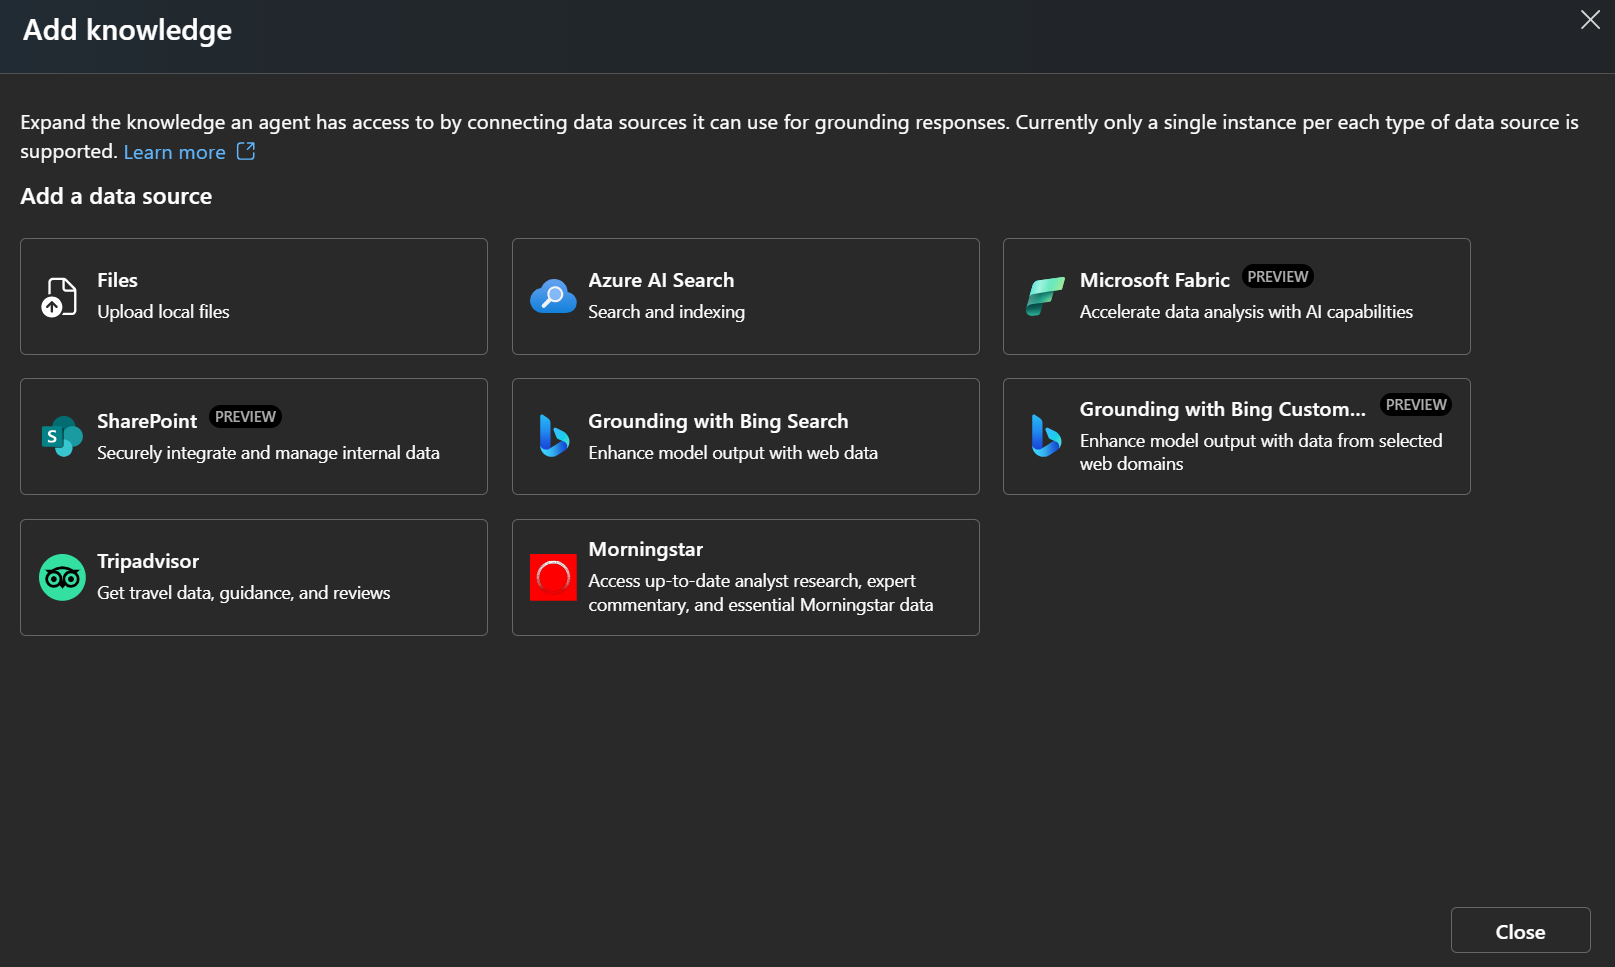 Add knowledge
Expand the knowledge an agent has access to by connecting data sources it can use for grounding responses. Currently only a single instance per each type of data source is
supported. Learn more
Add a data source
Files
Upload local files
Azure AI Search
Search and indexing
Microsoft Fabric PREVIEW
Accelerate data analysis with AI capabilities
SharePoint PREVIEW
Securely integrate and manage internal data
Grounding with Bing Search
Enhance model output with web data
Grounding with Bing Custom... PREVIEW
Enhance model output with data from selected
web domains
Tripadvisor
Get travel data, guidance, and reviews
Morningstar
Access up-to-date analyst research, expert
commentary, and essential Morningstar data
Close